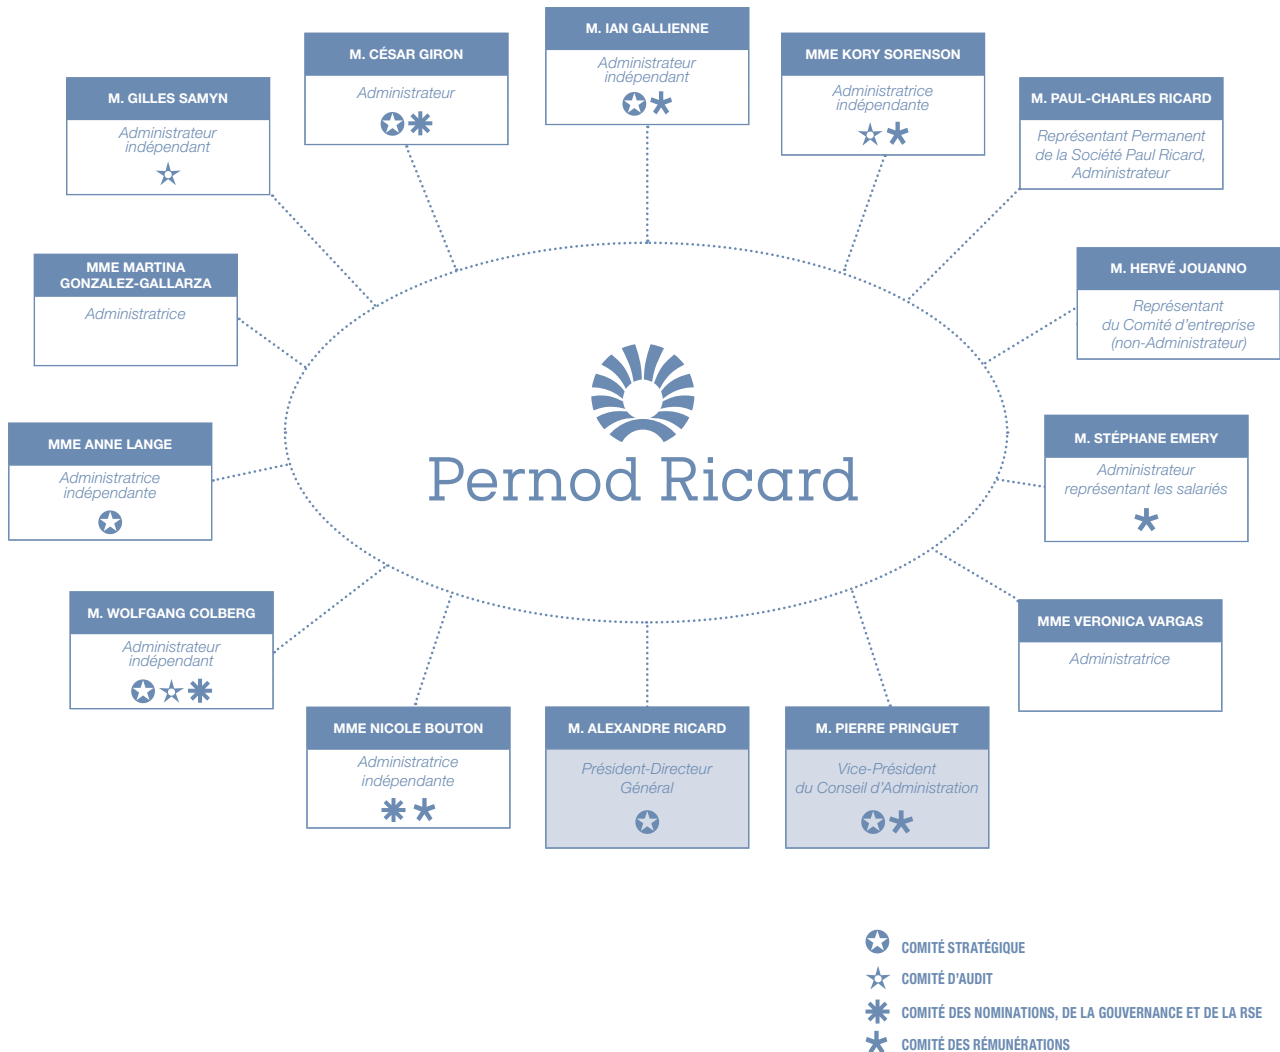 M. IAN GALLIENNE
Administrateur
indépendant
M. CÉSAR GIRON
Administrateur
MME KORY SORENSON
Administratrice
indépendante
M. GILLES SAMYN
Administrateur
indépendant
M. PAUL-CHARLES RICARD
Représentant Permanent
de la Société Paul Ricard,
Administrateur
MME MARTINA
GONZALEZ-GALLARZA
Administratrice
M. HERVÉ JOUANNO
Représentant
du Comité d'entreprise
(non-Administrateur)
Pernod Ricard
MME ANNE LANGE
Administratrice
indépendante
M. STÉPHANE EMERY
Administrateur
représentant les salariés
M. WOLFGANG COLBERG
Administrateur
indépendant
MME VERONICA VARGAS
Administratrice
MME NICOLE BOUTON
Administratrice
indépendante
M. ALEXANDRE RICARD
Président-Directeur
Général
M. PIERRE PRINGUET
Vice-Président
du Conseil d'Administration
COMITÉ STRATÉGIQUE
COMITÉ D'AUDIT
COMITÉ DES NOMINATIONS, DE LA GOUVERNANCE ET DE LA RSE
COMITÉ DES RÉMUNÉRATIONS